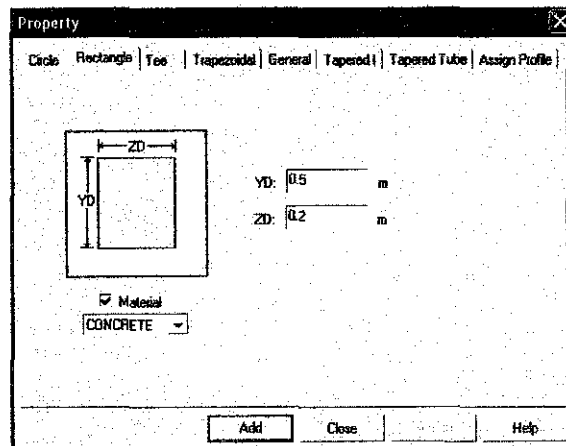 Property
Circle Rectangle Tee Trapezoidal General Tapered I Tapered Tube Assign Profile
ZD
YD
YD: 0.5 m
ZD: 0.2 m
Material
CONCRETE
Add Close Help